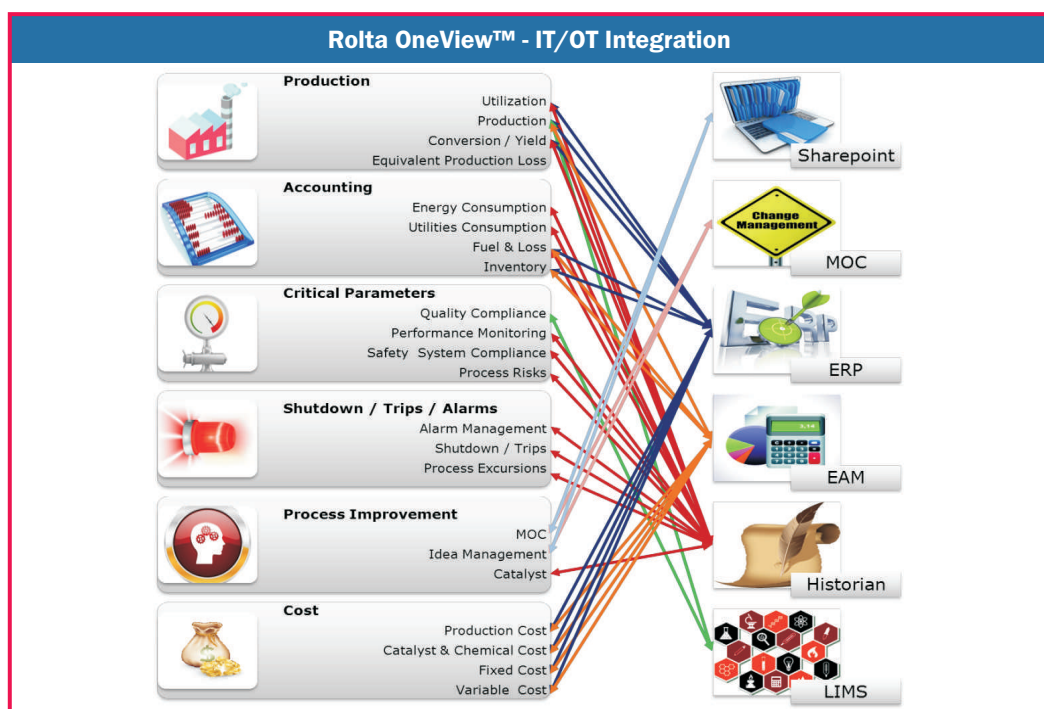 Rolta OneView™ - IT/OT Integration
Production
Utilization
Production
Conversion / Yield
Equivalent Production Loss
Accounting
Energy Consumption
Utilities Consumption
Fuel & Loss
Inventory
Critical Parameters
Quality Compliance
Performance Monitoring
Safety System Compliance
Process Risks
Shutdown / Trips / Alarms
Alarm Management
Shutdown / Trips
Process Excursions
Process Improvement
MOC
Idea Management
Catalyst
Cost
Production Cost
Catalyst & Chemical Cost
Fixed Cost
Variable Cost
Sharepoint
Change
Management
MOC
ERP
3.14
EAM
Historian
LIMS